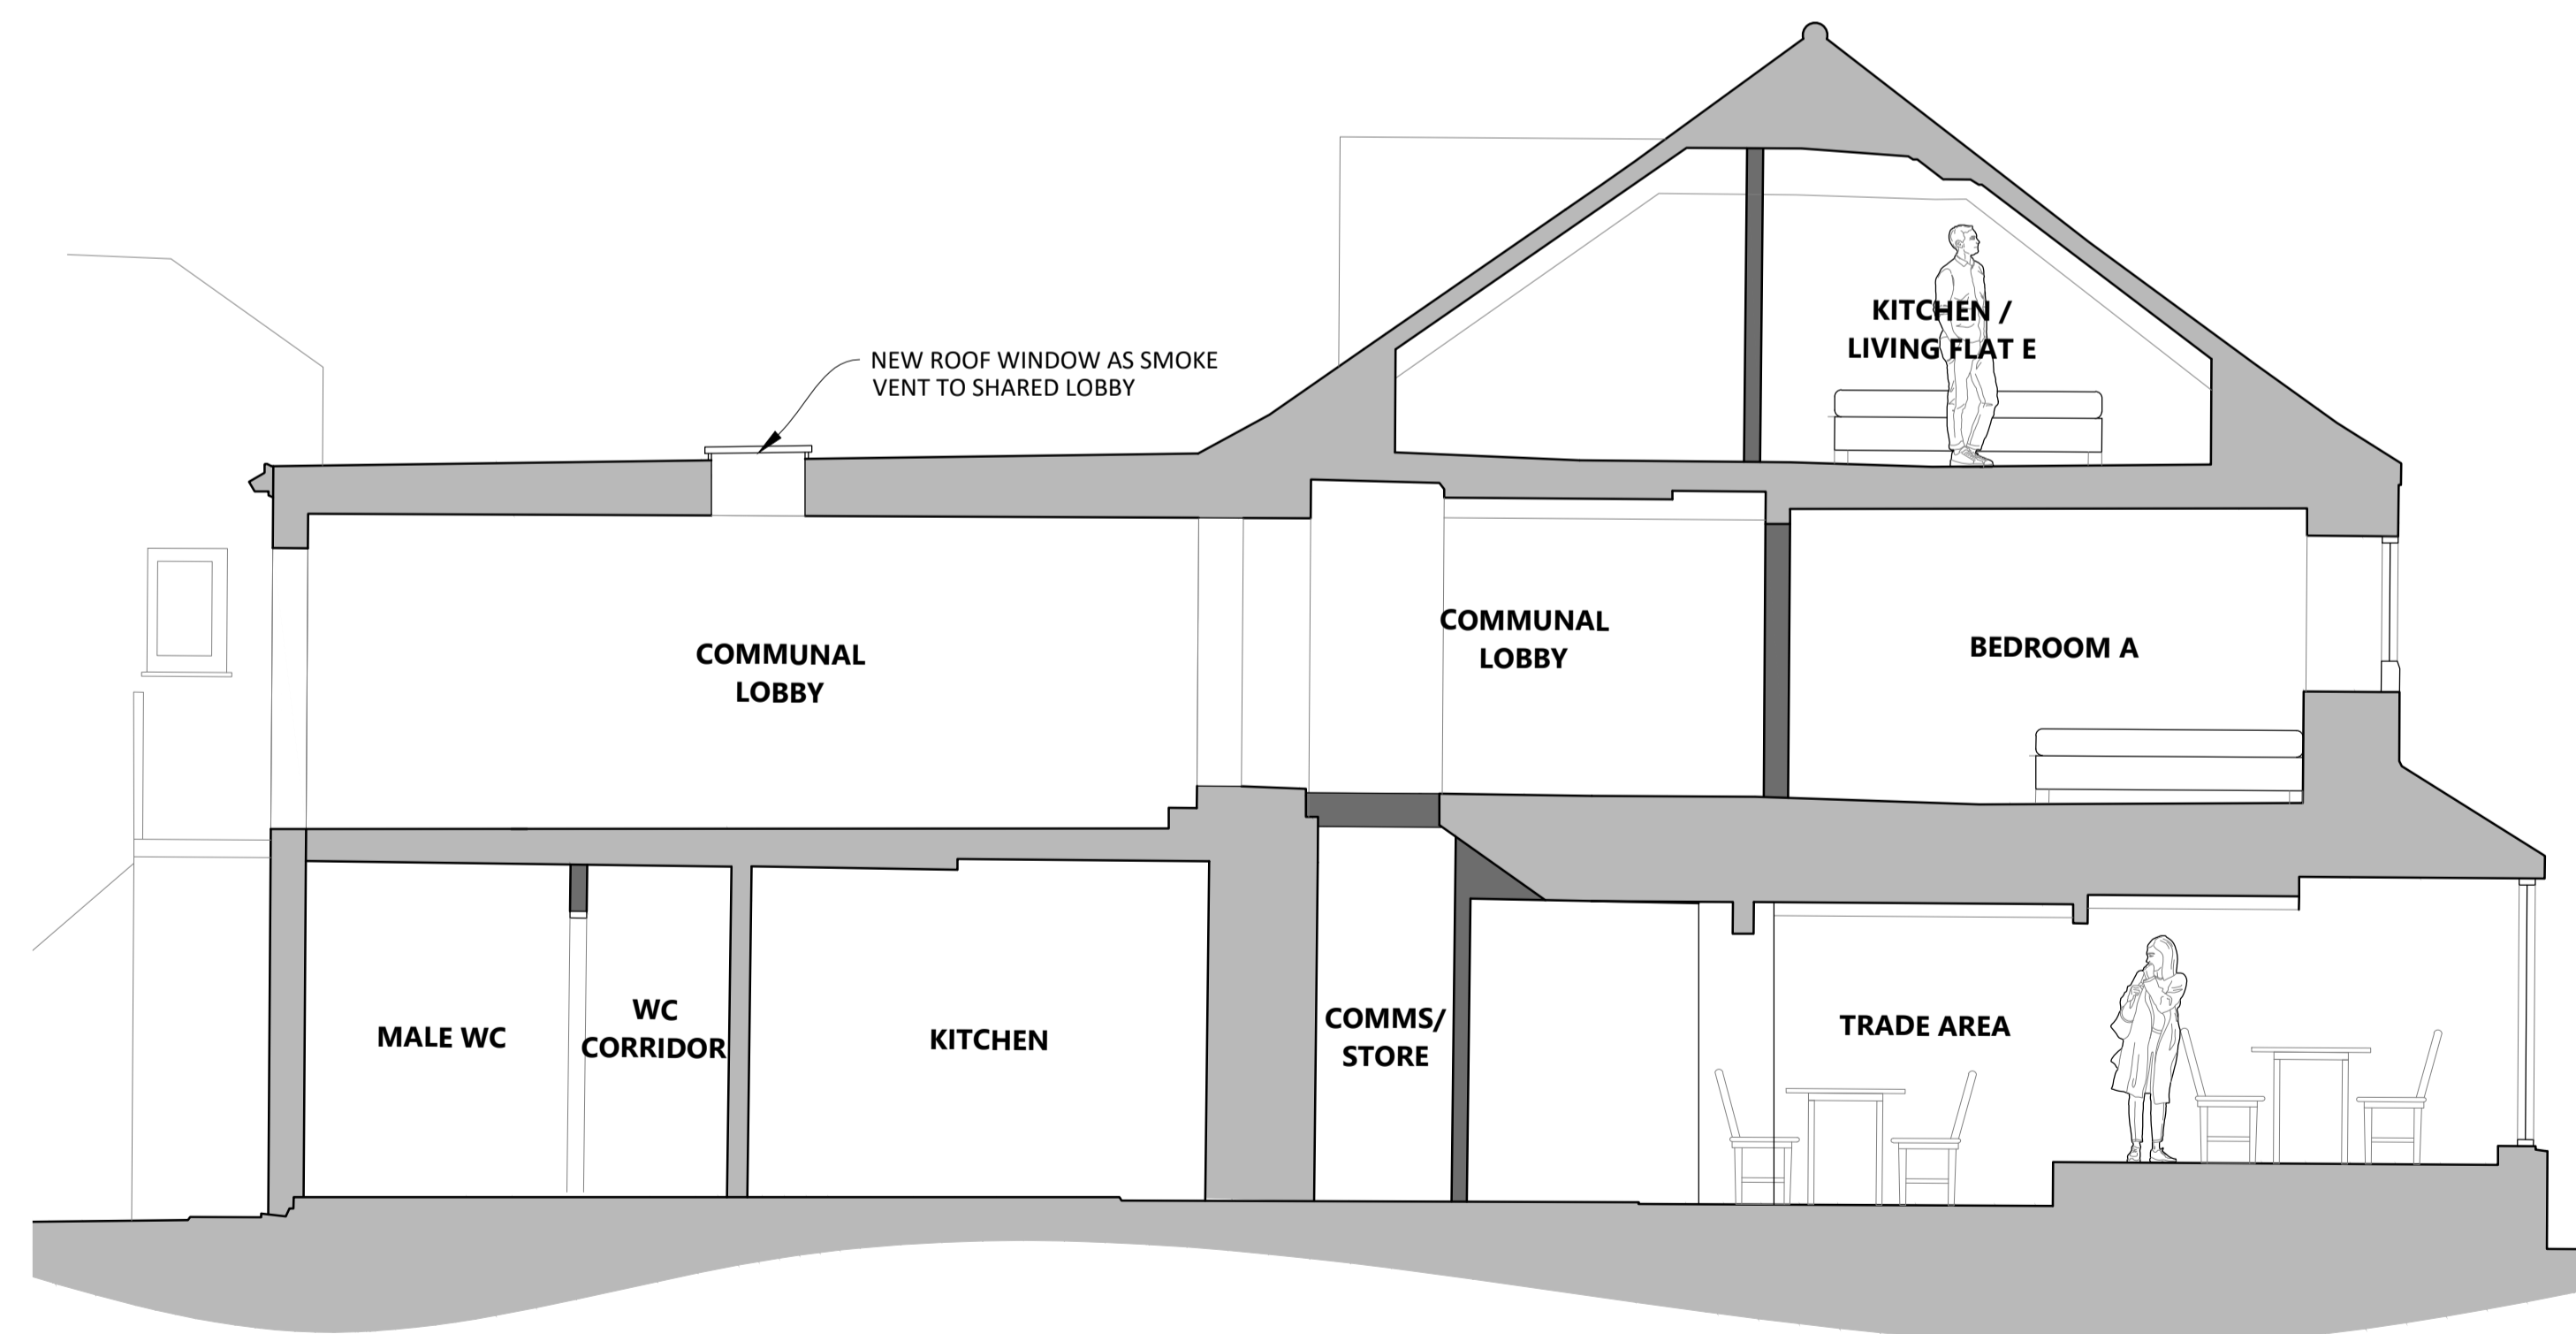 KITCHEN /
LIVING FLAT E
NEW ROOF WINDOW AS SMOKE
VENT TO SHARED LOBBY
COMMUNAL
LOBBY
COMMUNAL
LOBBY
BEDROOM A
MALE WC
WC
CORRIDOR
KITCHEN
COMMS/
STORE
TRADE AREA